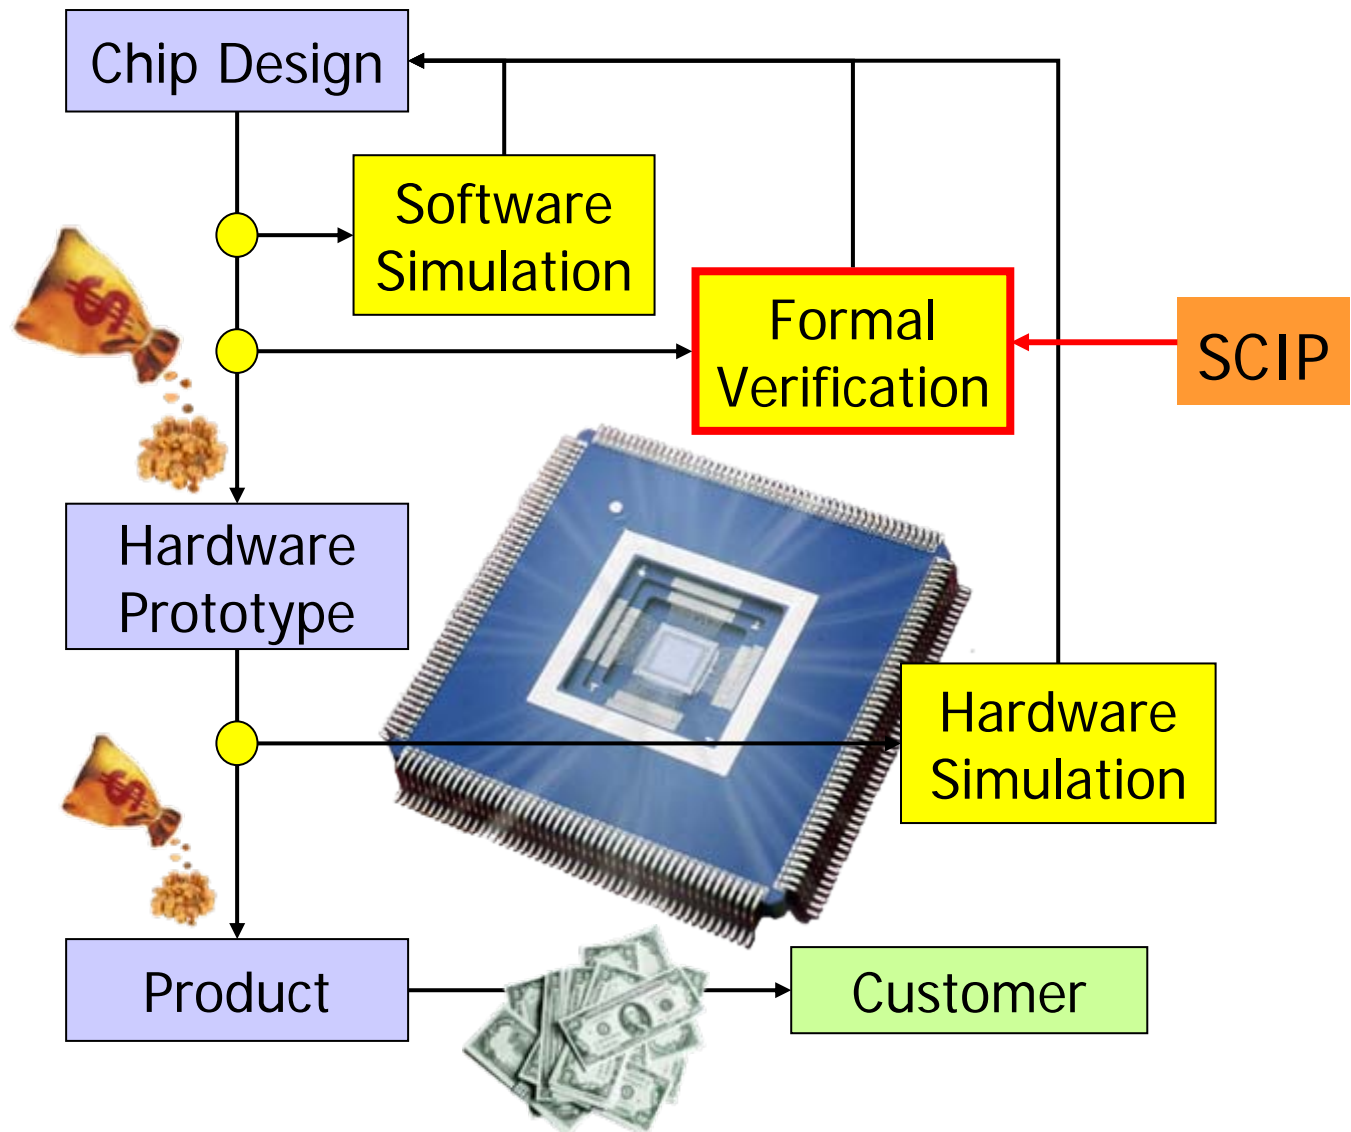 Chip Design
Software
Simulation
Formal
Verification
SCIP
Hardware
Prototype
Hardware
Simulation
Product
Customer